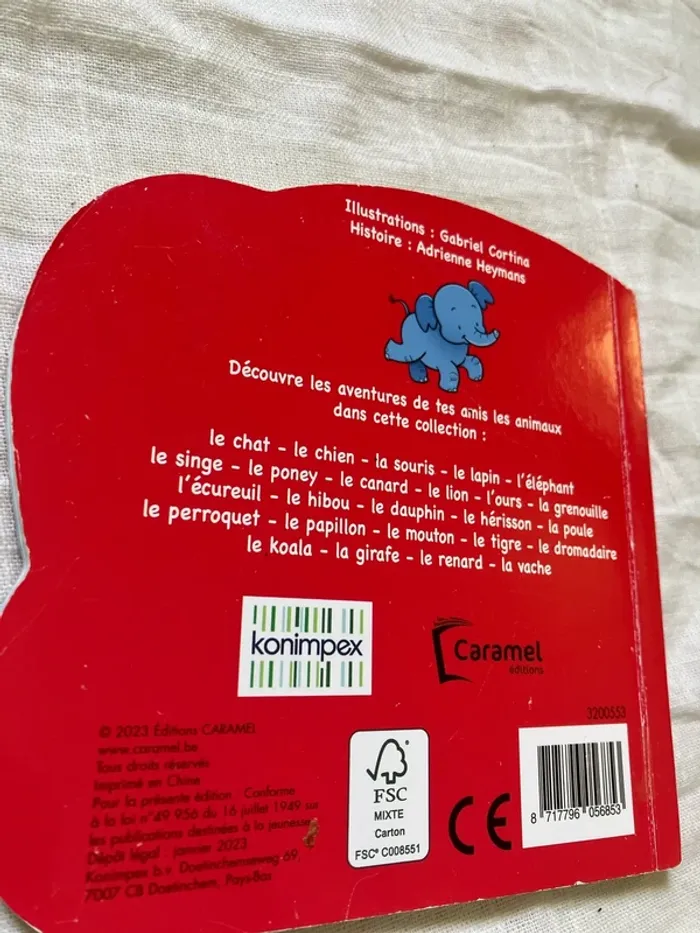 Illustrations : Gabriel Cortina
Histoire : Adrienne Heymans
Découvre les aventures de tes amis les animaux
dans cette collection :
le chat - le chien - la souris - le lapin - l'éléphant
le singe - le poney - le canard - le lion - l'ours - la grenouille
l'écureuil - le hibou - le dauphin - le hérisson - la poule
le perroquet - le papillon - le mouton - le tigre - le dromadaire
le koala - la girafe - le renard - la vache
konimpex
Caramel
éditions
© 2023 Éditions CARAMEL
www.caramel.be
Tous droits réservés
Imprimé en Chine
Pour la présente édition : Conforme
à la loi n°49 956 du 16 juillet 1949 sur
les publications destinées à la jeunesse
Dépôt légal : janvier 2023
Konimpex b.v. Doetinchemseweg 69,
7007 CB Doetinchem, Pays-Bas
FSC
MIXTE
Carton
FSC® C008551
CE
3200553
8 717796 056853